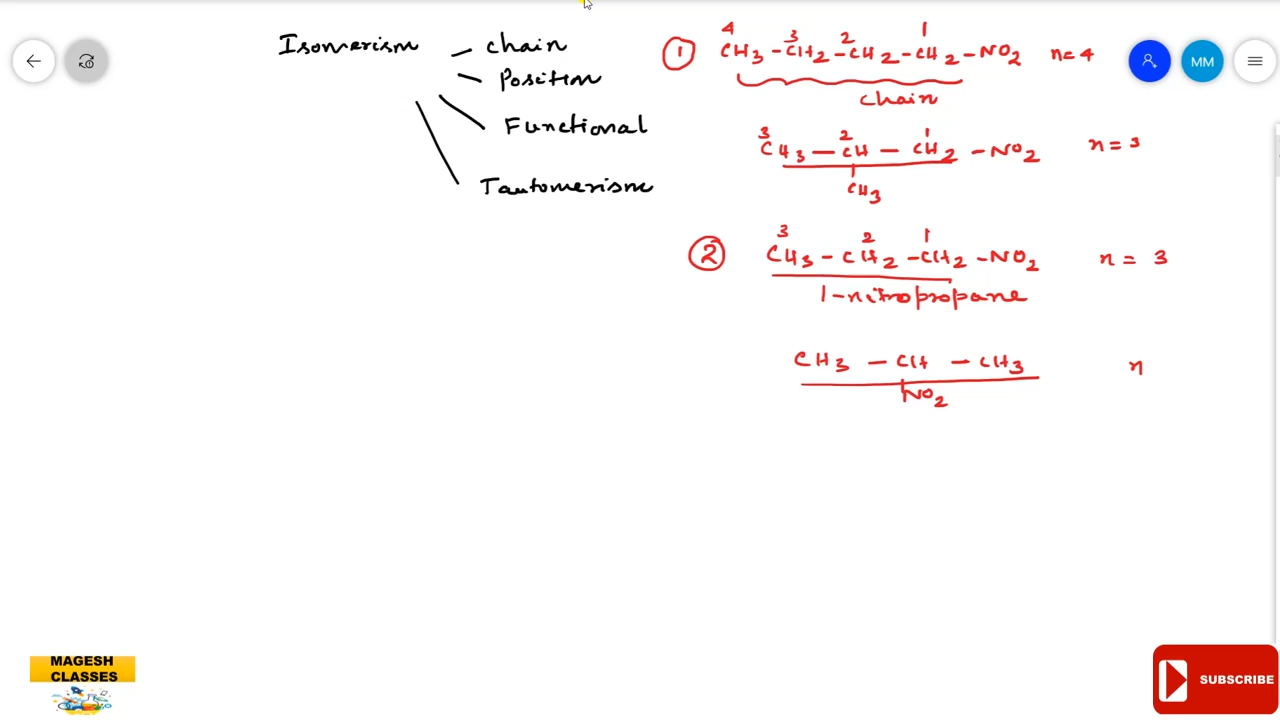 Isomerism
chain
Position
Functional
Tautomerism
①
4 3 2 1
CH3 - CH2 - CH2 - CH2 - NO2 n=4
chain
3 2 1
CH3 — CH — CH2 - NO2 n=3
CH3
②
3 2 1
CH3 - CH2 - CH2 - NO2 n = 3
1-nitropropane
CH3 — CH — CH3 n
NO2
MM
MAGESH
CLASSES
SUBSCRIBE